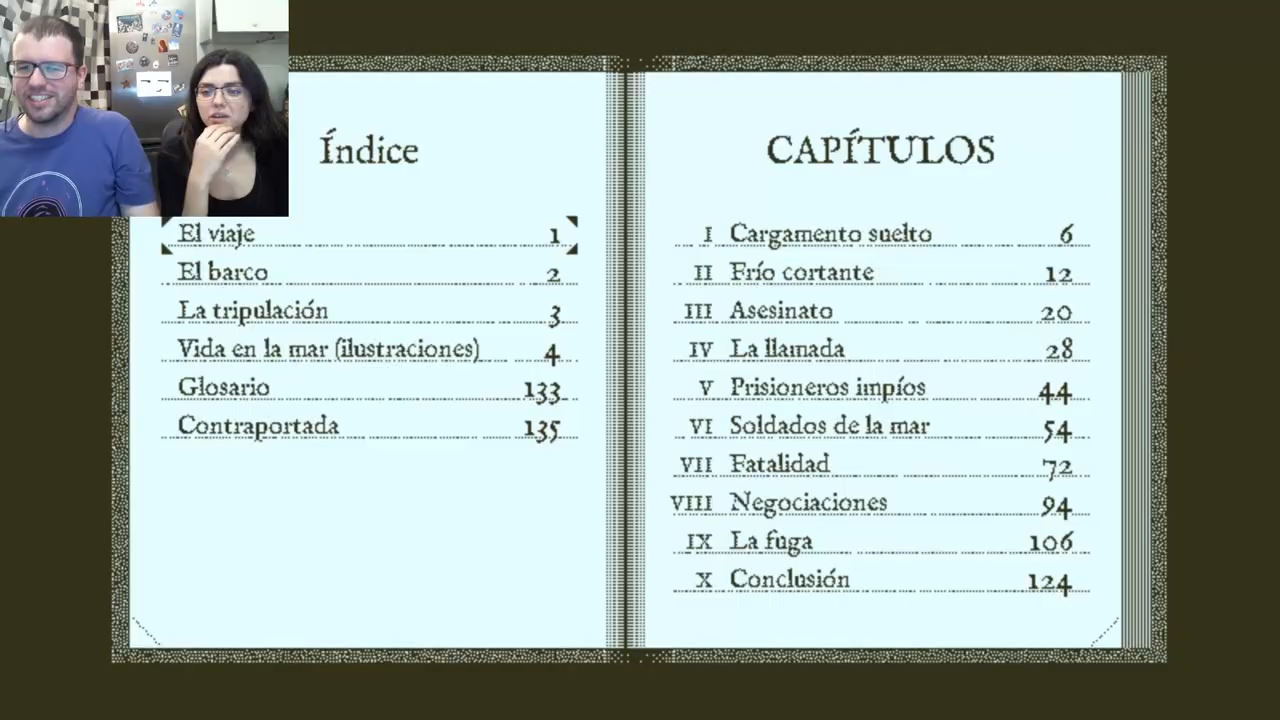 Índice
El viaje 1
El barco 2
La tripulación 3
Vida en la mar (ilustraciones) 4
Glosario 133
Contraportada 135
CAPÍTULOS
I Cargamento suelto 6
II Frío cortante 12
III Asesinato 20
IV La llamada 28
V Prisioneros impíos 44
VI Soldados de la mar 54
VII Fatalidad 72
VIII Negociaciones 94
IX La fuga 106
X Conclusión 124